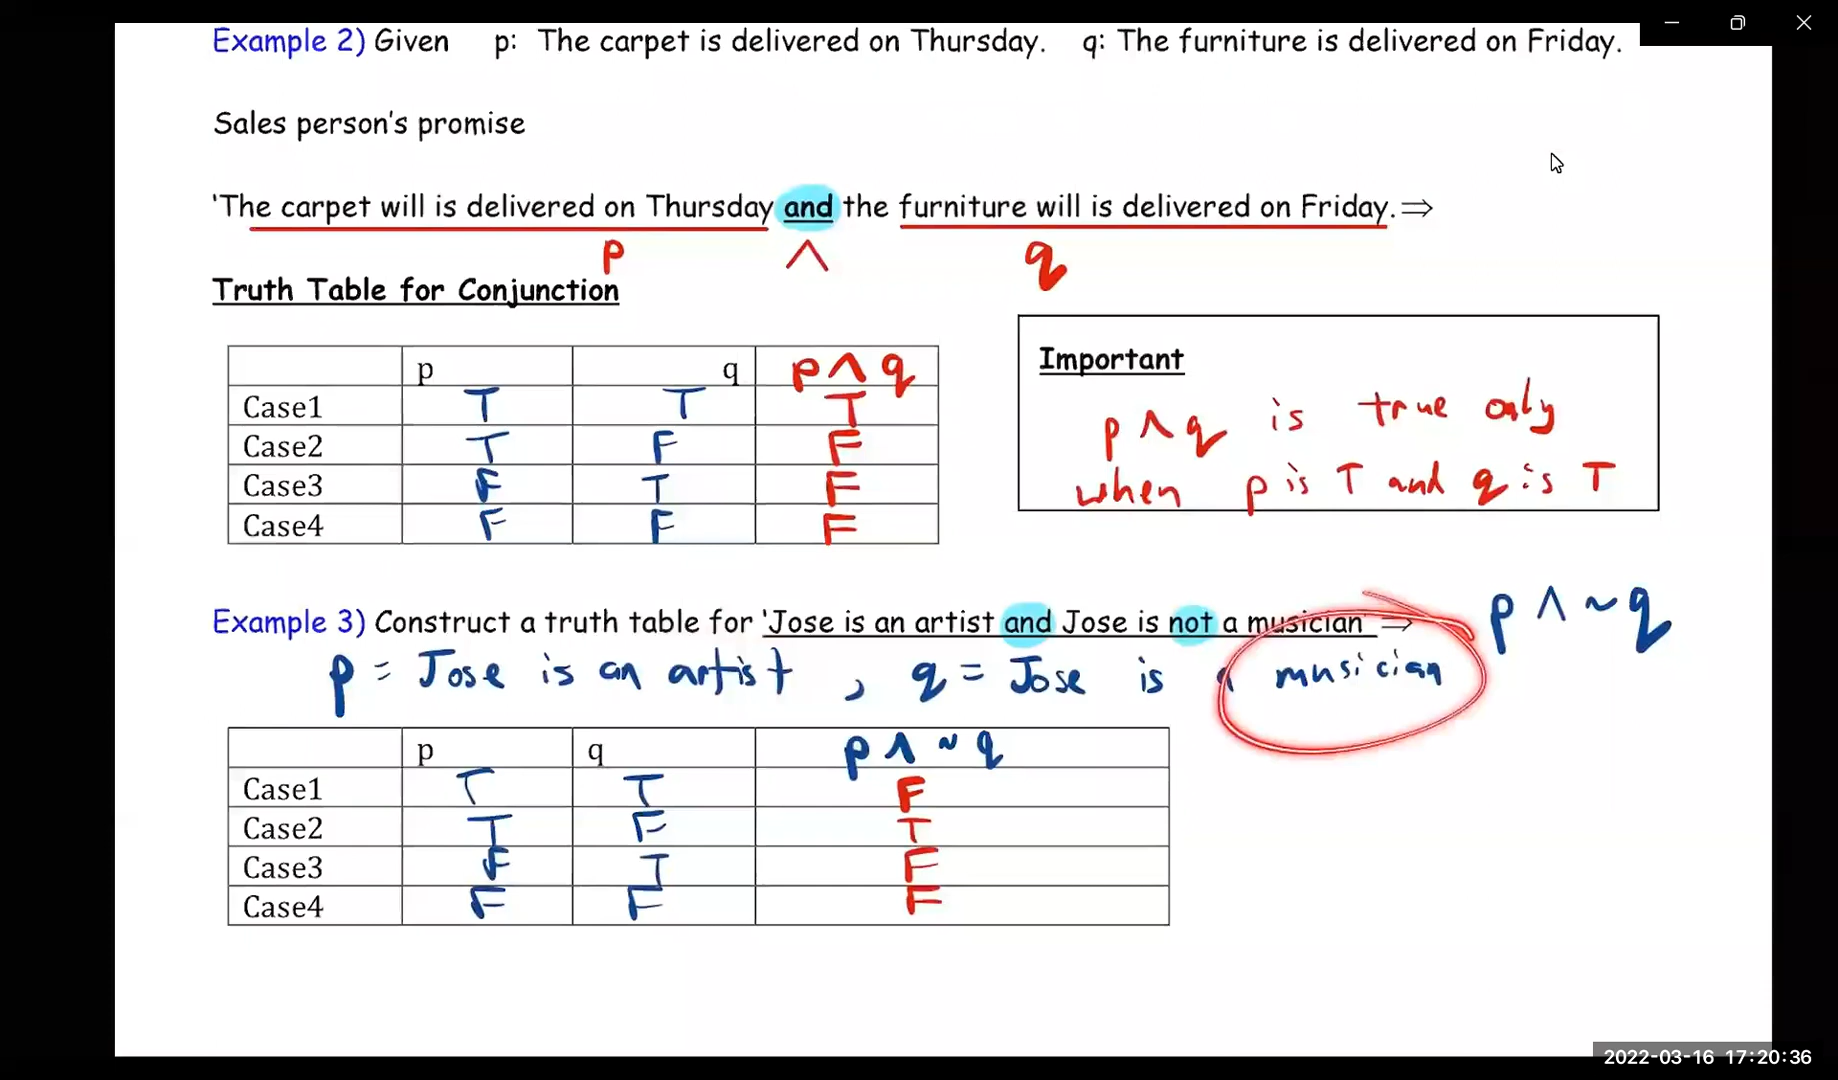 Example 2) Given p: The carpet is delivered on Thursday. q: The furniture is delivered on Friday.
Sales person's promise
'The carpet will is delivered on Thursday and the furniture will is delivered on Friday. ⇒
p ∧ q
Truth Table for Conjunction
p q p ∧ q
Case1 T T T
Case2 T F F
Case3 F T F
Case4 F F F
Important
p ∧ q is true only
when p is T and q is T
Example 3) Construct a truth table for 'Jose is an artist and Jose is not a musician' ⇒ p ∧ ~ q
p = Jose is an artist , q = Jose is a musician
p q p ∧ ~ q
Case1 T T F
Case2 T F T
Case3 F T F
Case4 F F F
2022-03-16 17:20:36